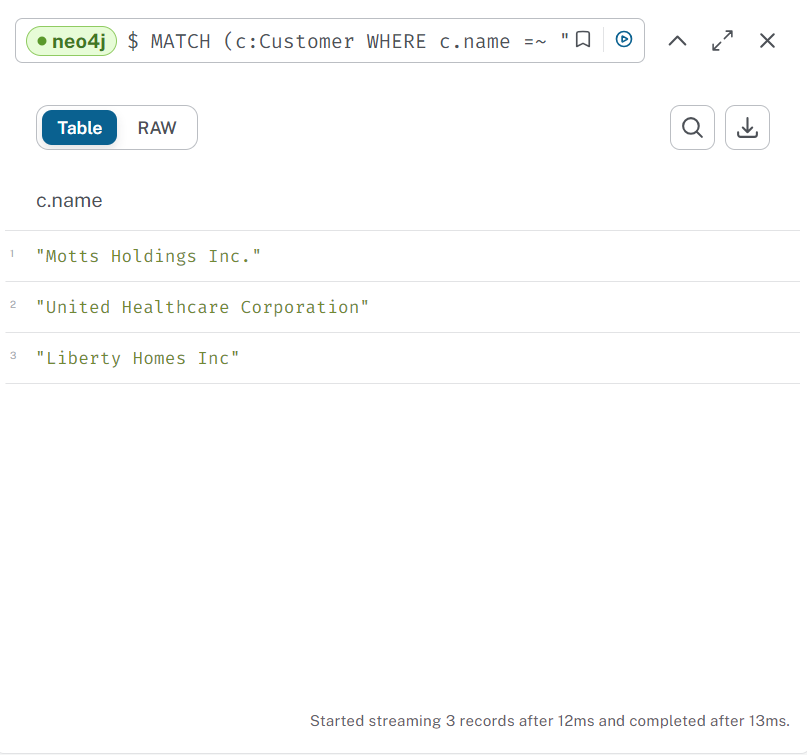 neo4j $ MATCH (c:Customer WHERE c.name =~ "
Table RAW
c.name
1 "Motts Holdings Inc."
2 "United Healthcare Corporation"
3 "Liberty Homes Inc"
Started streaming 3 records after 12ms and completed after 13ms.